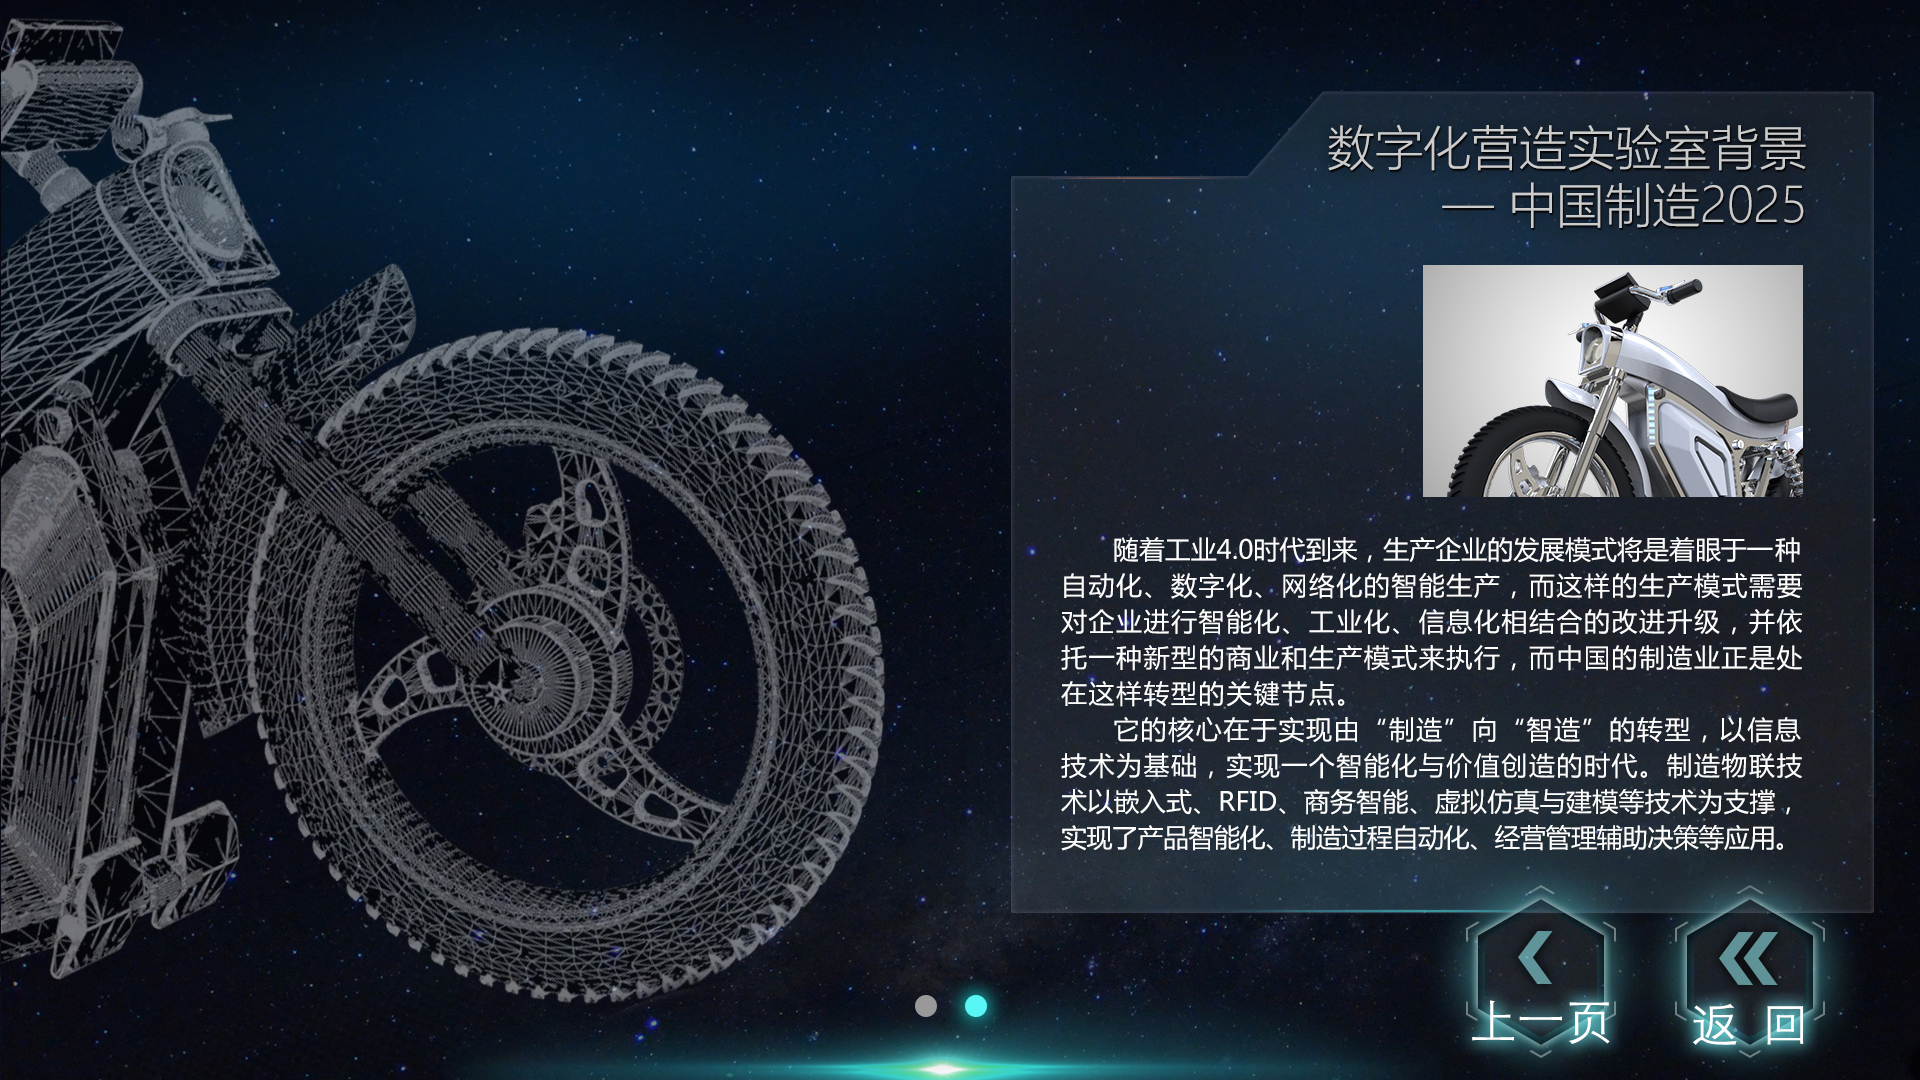 数字化营造实验室背景
— 中国制造2025
随着工业4.0时代到来，生产企业的发展模式将是着眼于一种
自动化、数字化、网络化的智能生产，而这样的生产模式需要
对企业进行智能化、工业化、信息化相结合的改进升级，并依
托一种新型的商业和生产模式来执行，而中国的制造业正是处
在这样转型的关键节点。
它的核心在于实现由“制造”向“智造”的转型，以信息
技术为基础，实现一个智能化与价值创造的时代。制造物联技
术以嵌入式、RFID、商务智能、虚拟仿真与建模等技术为支撑，
实现了产品智能化、制造过程自动化、经营管理辅助决策等应用。
上一页
返 回